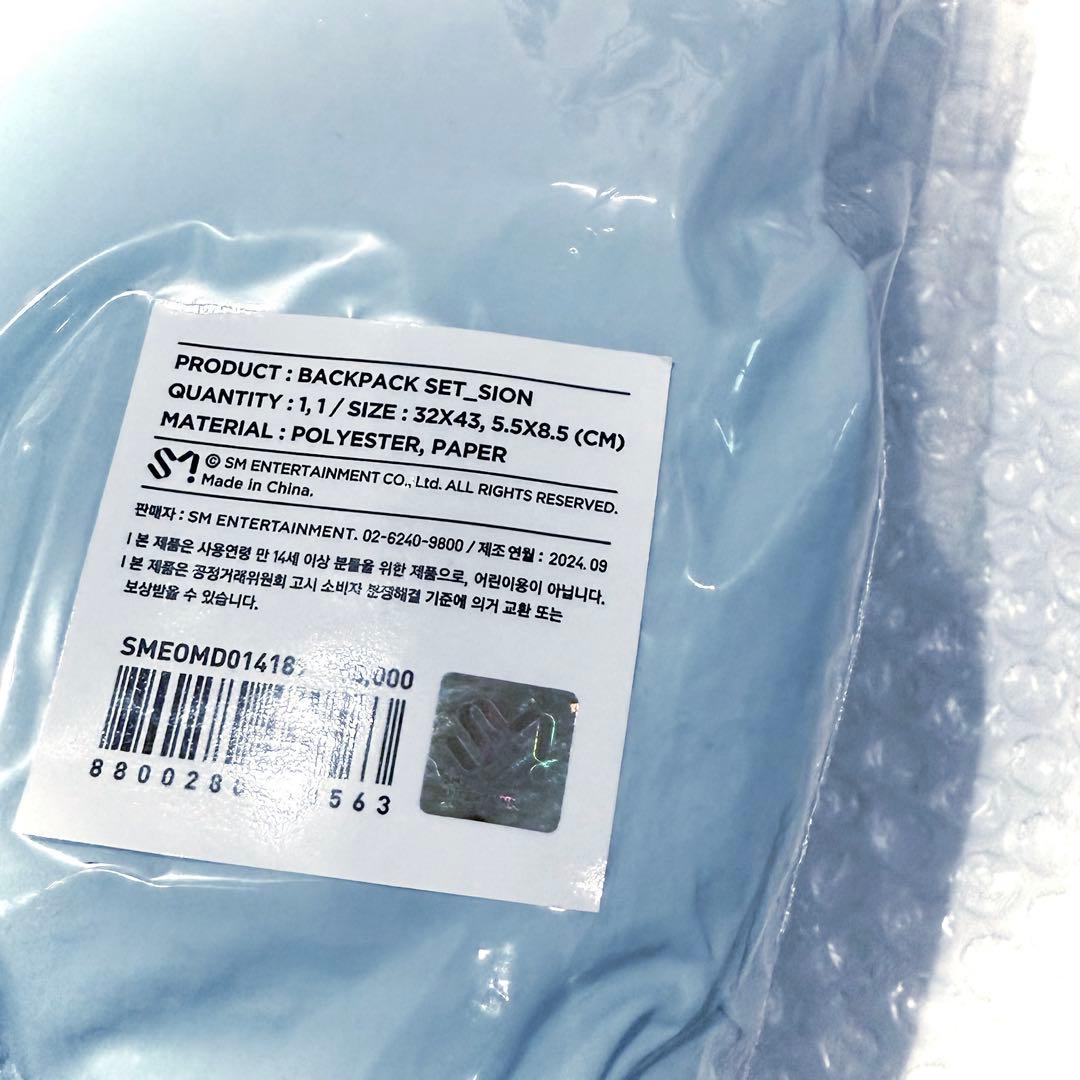 PRODUCT : BACKPACK SET_SION
QUANTITY : 1, 1 / SIZE : 32X43, 5.5X8.5 (CM)
MATERIAL : POLYESTER, PAPER
SM
© SM ENTERTAINMENT CO., Ltd. ALL RIGHTS RESERVED.
Made in China.
판매자 : SM ENTERTAINMENT. 02-6240-9800 / 제조 연월 : 2024. 09
l 본 제품은 사용연령 만 14세 이상 분들을 위한 제품으로, 어린이용이 아닙니다.
l 본 제품은 공정거래위원회 고시 소비자 분쟁해결 기준에 의거 교환 또는
보상받을 수 있습니다.